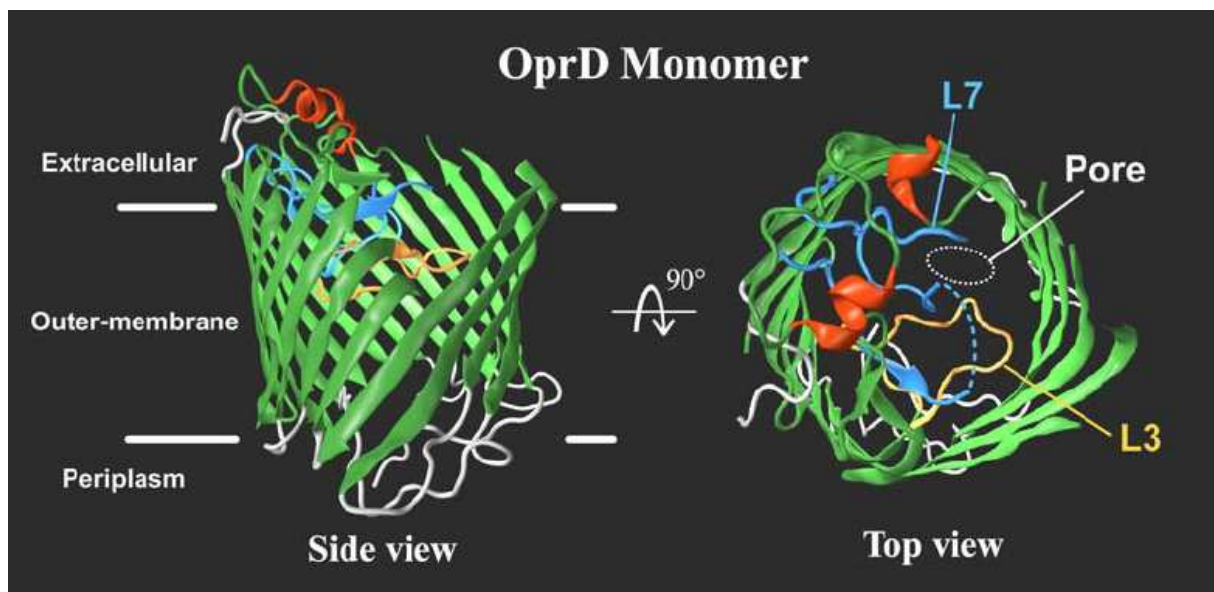 OprD Monomer
Extracellular
Outer-membrane
Periplasm
Side view
90°
L7
Pore
L3
Top view